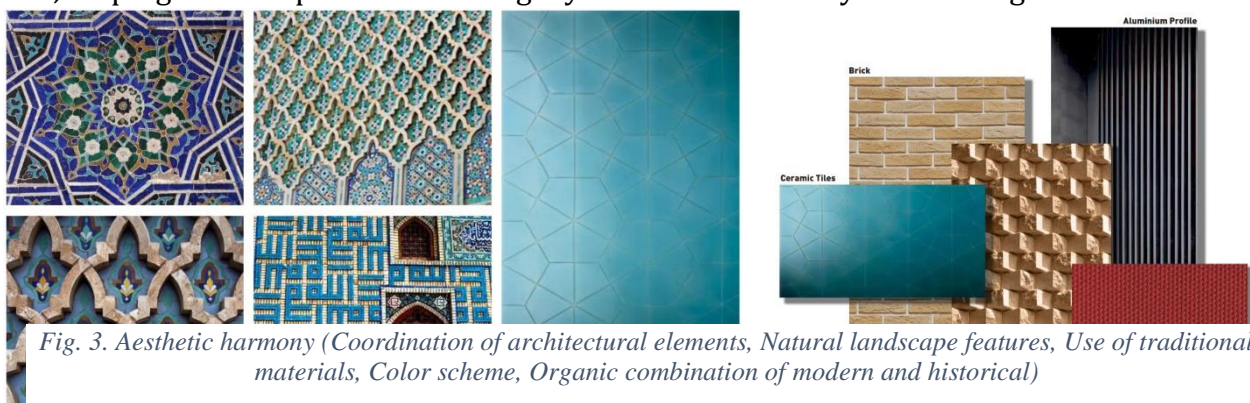 Aluminium Profile
Brick
Ceramic Tiles
Fig. 3. Aesthetic harmony (Coordination of architectural elements, Natural landscape features, Use of traditional
materials, Color scheme, Organic combination of modern and historical)